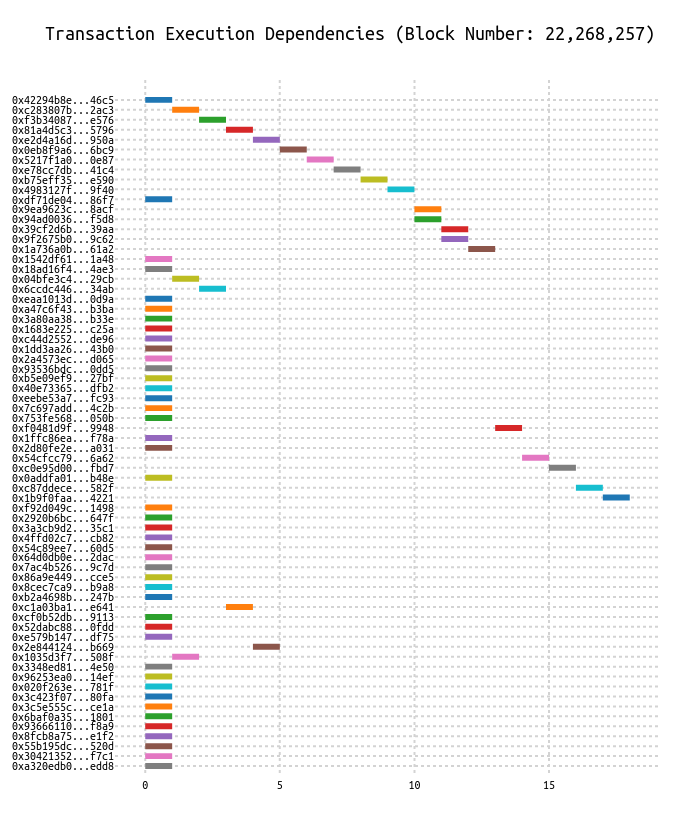 Transaction Execution Dependencies (Block Number: 22,268,257)
0x42294b8e...46c5
0xc283807b...2ac3
0xf3b34087...e576
0x81a4d5c3...5796
0xe2d4a16d...950a
0x0eb8f9a6...6bc9
0x5217f1a0...0e87
0xe78cc7db...41c4
0xb75eff35...e590
0x4983127f...9f40
0xdf71de04...86f7
0x9ea9623c...8acf
0x94ad0036...f5d8
0x39cf2d6b...39aa
0x9f2675b0...9c62
0x1a736a0b...61a2
0x1542df61...1a48
0x18ad16f4...4ae3
0x04bfe3c4...29cb
0x6ccdc446...34ab
0xeaa1013d...0d9a
0xa47c6f43...b3ba
0x3a80aa38...b33e
0x1683e225...c25a
0xc44d2552...de96
0x1dd3aa26...43b0
0x2a4573ec...d065
0x93536bdc...0dd5
0xb5e09ef9...27bf
0x40e73365...dfb2
0xeebe53a7...fc93
0x7c697add...4c2b
0x753fe568...050b
0xf0481d9f...9948
0x1ffc86ea...f78a
0x2d80fe2e...a031
0x54cfcc79...6a62
0xc0e95d00...fbd7
0x0addfa01...b48e
0xc87ddece...582f
0x1b9f0faa...4221
0xf92d049c...1498
0x2920b6bc...647f
0x3a3cb9d2...35c1
0x4ffd02c7...cb82
0x54c89ee7...60d5
0x64d0db0e...2dac
0x7ac4b526...9c7d
0x86a9e449...cce5
0x8cec7ca9...b9a8
0xb2a4698b...247b
0xc1a03ba1...e641
0xcf0b52db...9113
0x52dabc88...0fdd
0xe579b147...df75
0x2e844124...b669
0x1035d3f7...508f
0x3348ed81...4e50
0x96253ea0...14ef
0x020f263e...781f
0x3c423f07...80fa
0x3c5e555c...ce1a
0x6baf0a35...1801
0x93666110...f8a9
0x8fcb8a75...e1f2
0x55b195dc...520d
0x30421352...f7c1
0xa320edb0...edd8
0 5 10 15